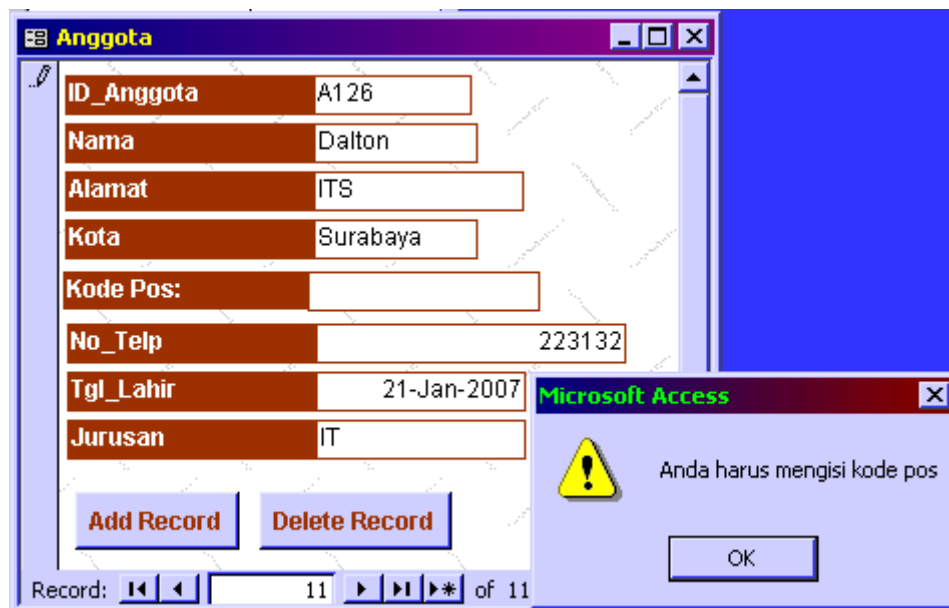 Anggota
ID_Anggota A126
Nama Dalton
Alamat ITS
Kota Surabaya
Kode Pos:
No_Telp 223132
Tgl_Lahir 21-Jan-2007
Jurusan IT
Add Record Delete Record
Record: 11 of 11
Microsoft Access
Anda harus mengisi kode pos
OK